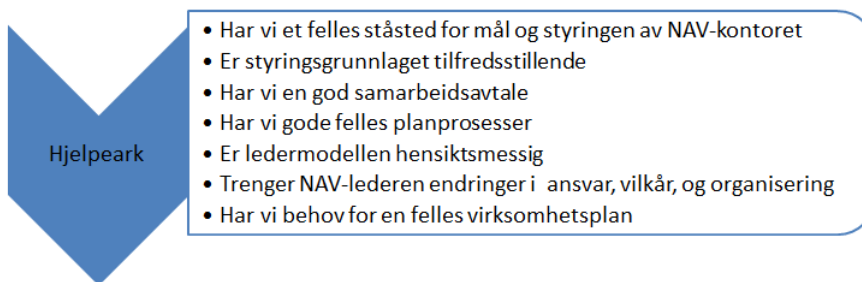 Hjelpeark
• Har vi et felles ståsted for mål og styringen av NAV-kontoret
• Er styringsgrunnlaget tilfredsstillende
• Har vi en god samarbeidsavtale
• Har vi gode felles planprosesser
• Er ledermodellen hensiktsmessig
• Trenger NAV-lederen endringer i  ansvar, vilkår, og organisering
• Har vi behov for en felles virksomhetsplan